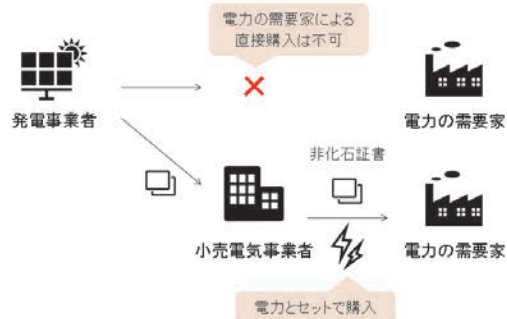 電力の需要家による
直接購入は不可
発電事業者
電力の需要家
非化石証書
小売電気事業者
電力の需要家
電力とセットで購入